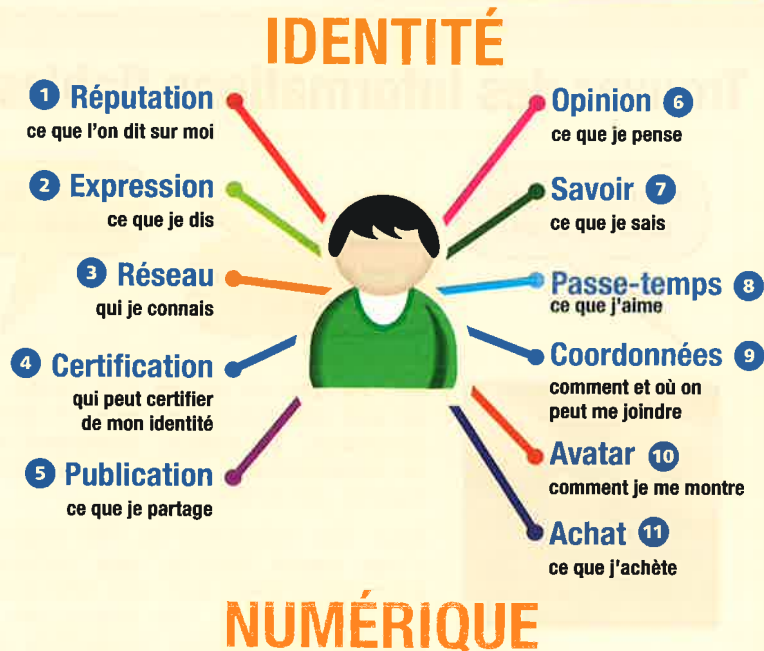 IDENTITÉ
1 Réputation
ce que l'on dit sur moi
2 Expression
ce que je dis
3 Réseau
qui je connais
4 Certification
qui peut certifier
de mon identité
5 Publication
ce que je partage
Opinion 6
ce que je pense
Savoir 7
ce que je sais
Passe-temps 8
ce que j'aime
Coordonnées 9
comment et où on
peut me joindre
Avatar 10
comment je me montre
Achat 11
ce que j'achète
NUMÉRIQUE